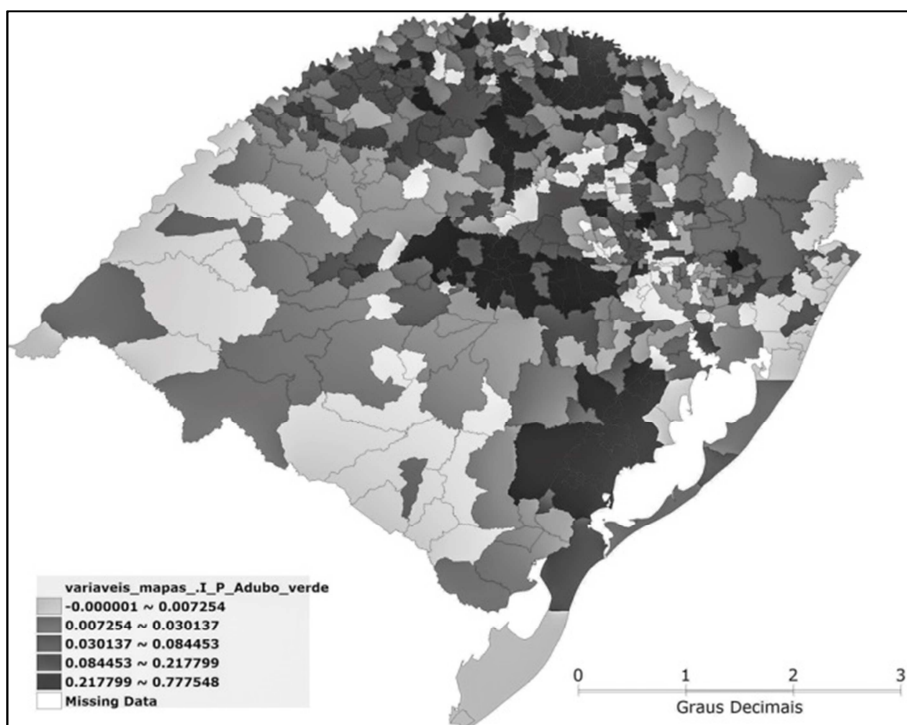 variaveis_mapas_.I_P_Adubo_verde
-0.000001 ~ 0.007254
0.007254 ~ 0.030137
0.030137 ~ 0.084453
0.084453 ~ 0.217799
0.217799 ~ 0.777548
Missing Data
0 1 2 3
Graus Decimais